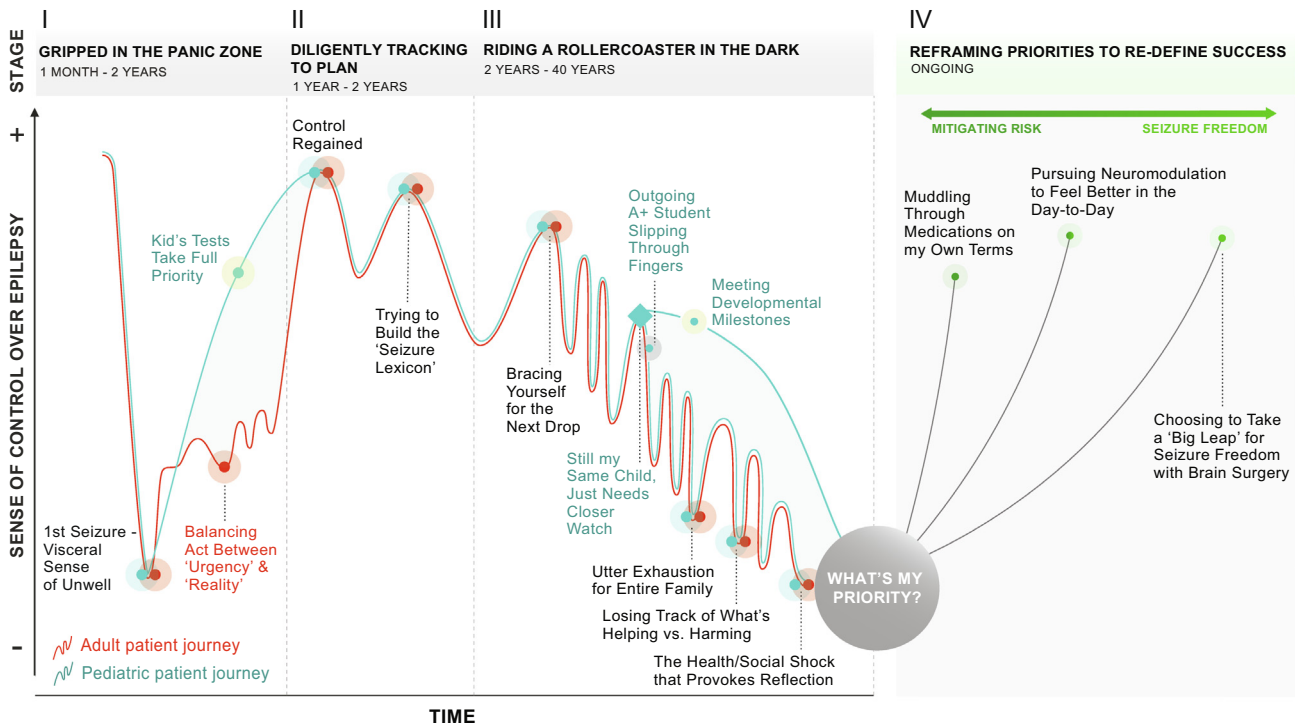 STAGE
I
GRIPPED IN THE PANIC ZONE
1 MONTH - 2 YEARS
II
DILIGENTLY TRACKING
TO PLAN
1 YEAR - 2 YEARS
III
RIDING A ROLLERCOASTER IN THE DARK
2 YEARS - 40 YEARS
IV
REFRAMING PRIORITIES TO RE-DEFINE SUCCESS
ONGOING
SENSE OF CONTROL OVER EPILEPSY
+
-
Kid's Tests
Take Full
Priority
1st Seizure -
Visceral
Sense
of Unwell
Balancing
Act Between
'Urgency' &
'Reality'
Adult patient journey
Pediatric patient journey
Control
Regained
Trying to
Build the
'Seizure
Lexicon'
Bracing
Yourself
for the
Next Drop
Outgoing
A+ Student
Slipping
Through
Fingers
Meeting
Developmental
Milestones
Still my
Same Child,
Just Needs
Closer
Watch
Utter Exhaustion
for Entire Family
Losing Track of What's
Helping vs. Harming
The Health/Social Shock
that Provokes Reflection
WHAT'S MY
PRIORITY?
MITIGATING RISK
SEIZURE FREEDOM
Muddling
Through
Medications on
my Own Terms
Pursuing Neuromodulation
to Feel Better in the
Day-to-Day
Choosing to Take
a 'Big Leap' for
Seizure Freedom
with Brain Surgery
TIME